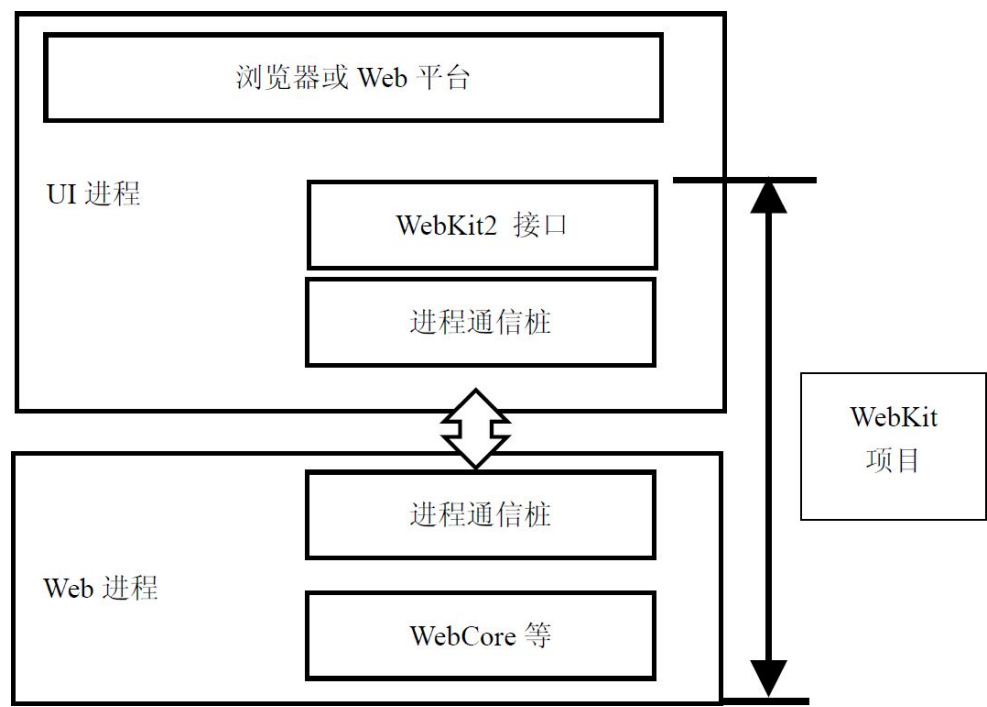 浏览器或 Web 平台
UI 进程
WebKit2 接口
进程通信桩
WebKit
项目
进程通信桩
Web 进程
WebCore 等